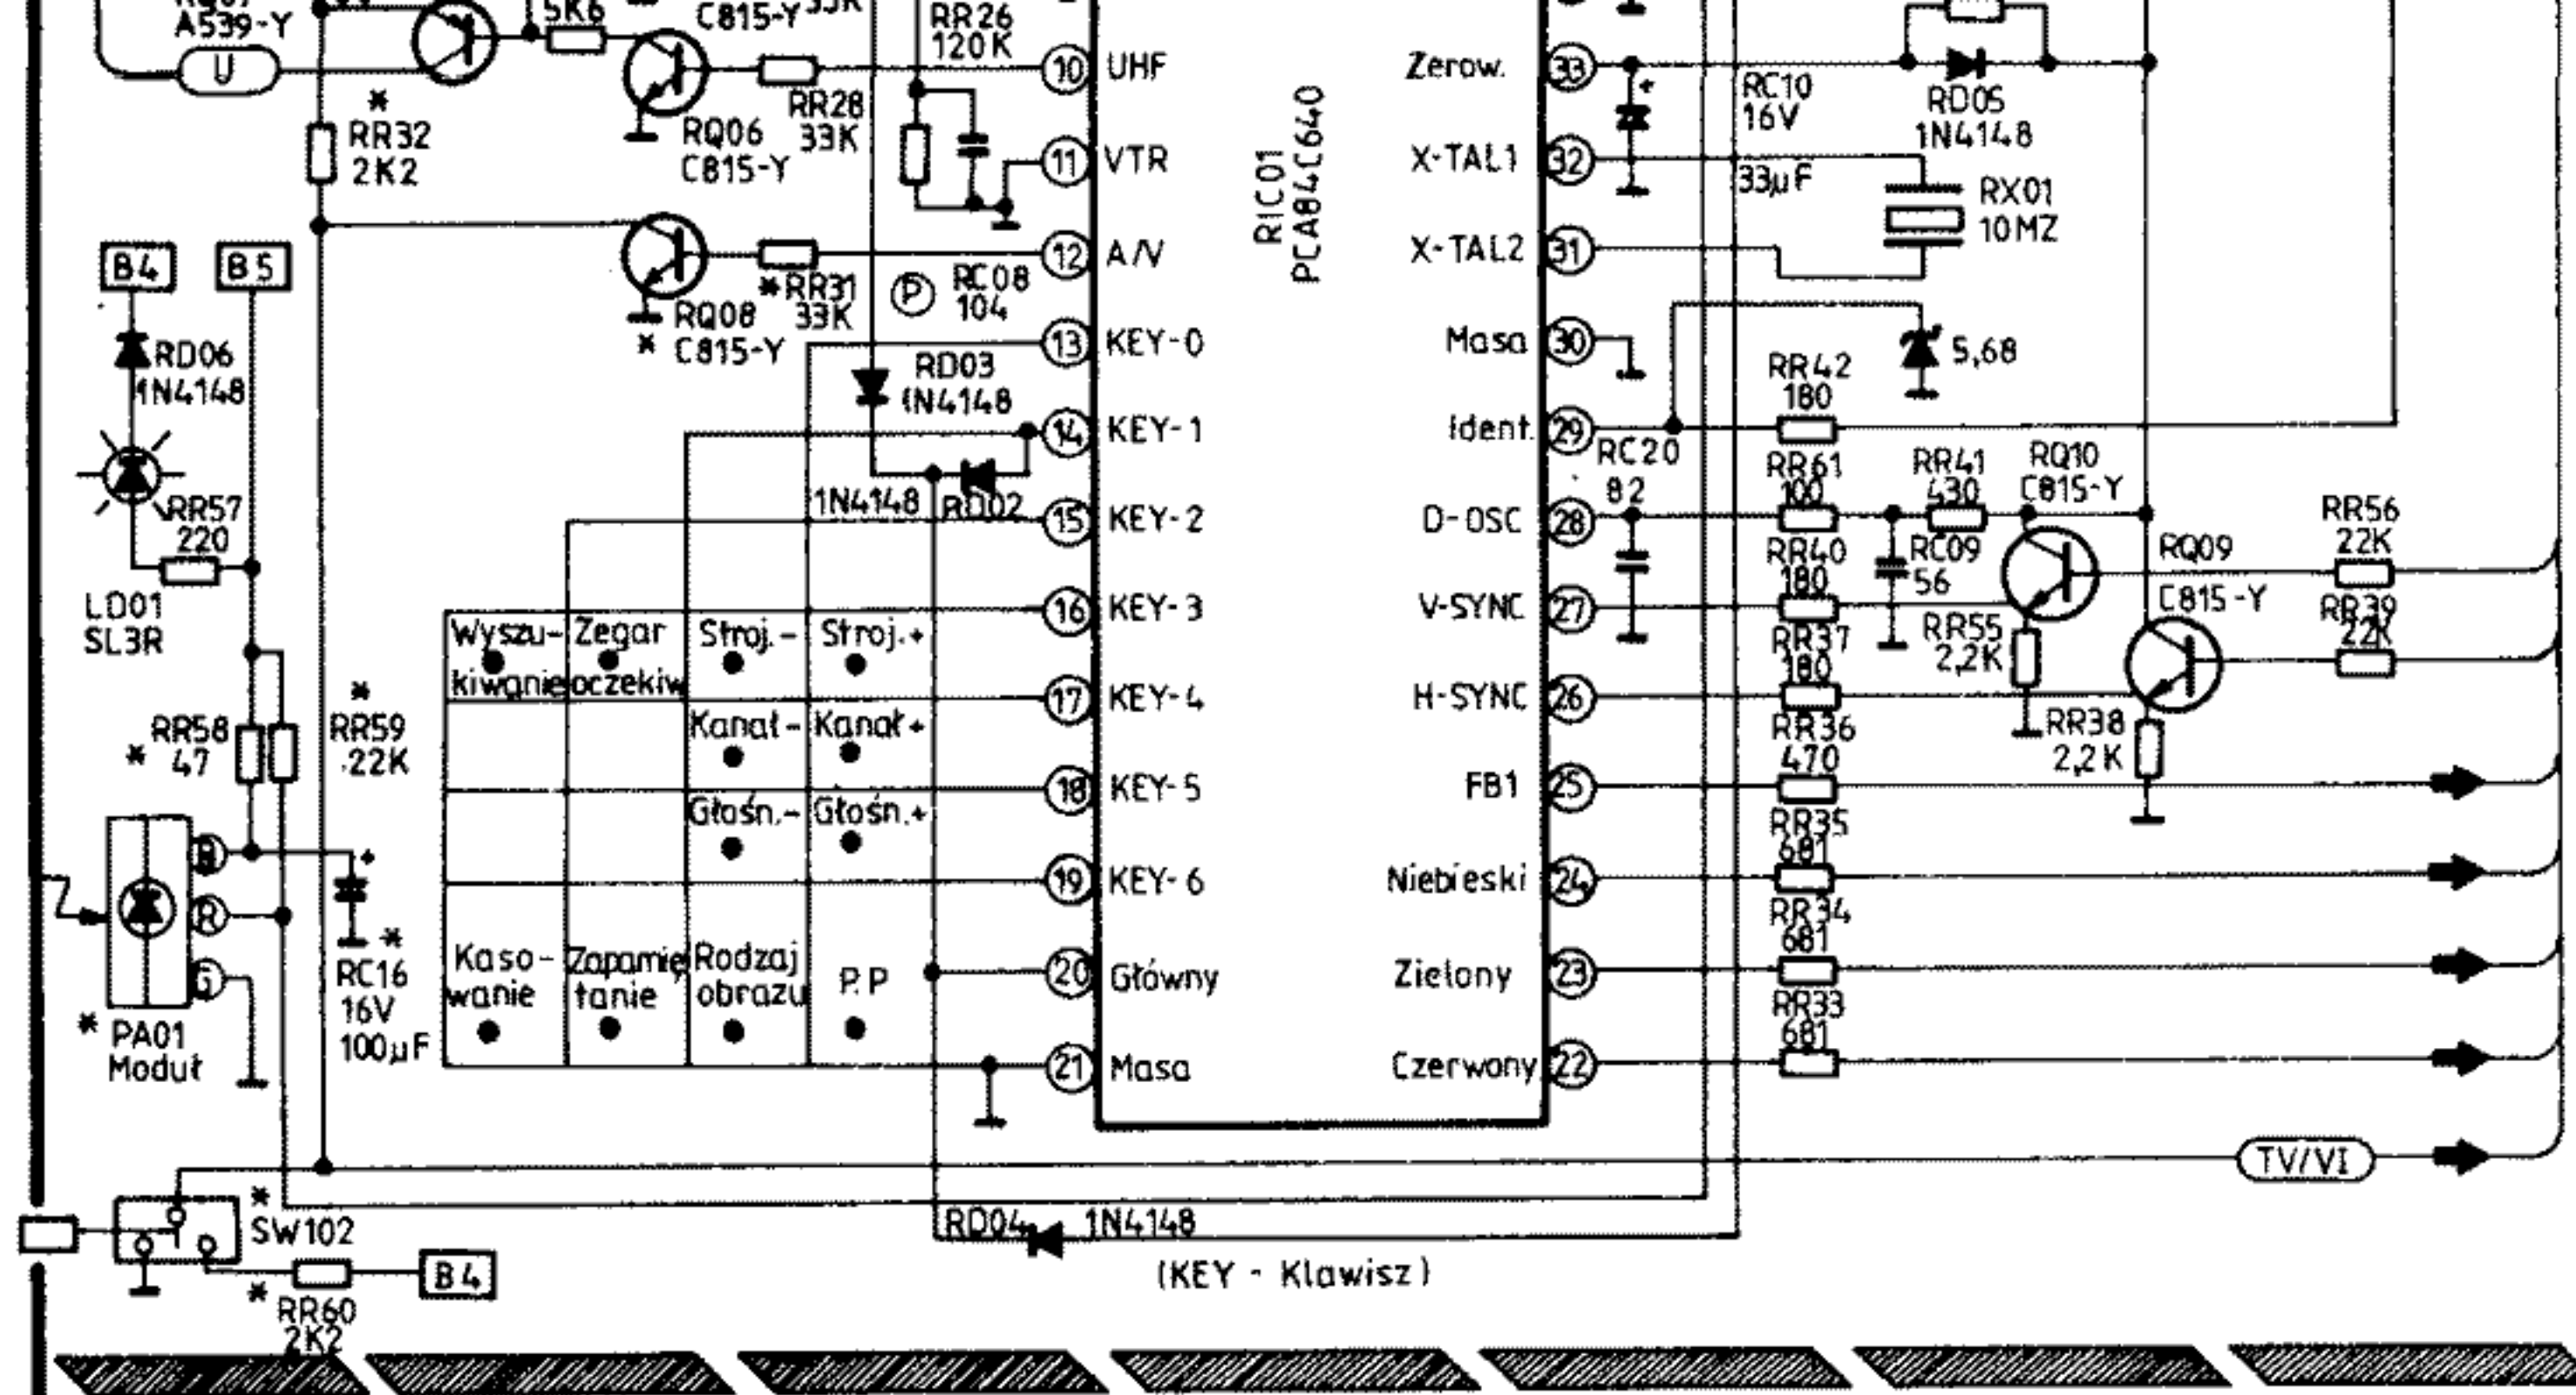 A539-Y
U
5K6
C815-Y
33K
RR26
120K
*
RR32
2K2
RQ06
C815-Y
RR28
33K
10 UHF
11 VTR
12 A/V
13 KEY-0
14 KEY-1
15 KEY-2
16 KEY-3
17 KEY-4
18 KEY-5
19 KEY-6
20 Główny
21 Masa
RIC01
PCA84C640
Zerow. 33
X-TAL1 32
X-TAL2 31
Masa 30
Ident. 29
D-OSC 28
V-SYNC 27
H-SYNC 26
FB1 25
Niebieski 24
Zielony 23
Czerwony 22
B4
B5
RD06
1N4148
RR57
220
LD01
SL3R
RQ08
* C815-Y
* RR31
33K
P
RC08
104
RD03
1N4148
1N4148 RD02
* RR58
47
*
RR59
22K
B
R
G
* PA01
Moduł
+
*
RC16
16V
100µF
Wyszu-
kiwanie
Zegar
oczekiw
Stroj.-
Stroj.+
Kanał-
Kanał+
Głośn.-
Głośn.+
Kaso-
wanie
Zapamię
tanie
Rodzaj
obrazu
P.P
*
SW102
* RR60
2K2
B4
RD04 1N4148
(KEY - Klawisz)
+
RC10
16V
33µF
RD05
1N4148
RX01
10MZ
5,68
RR42
180
RC20
82
RR61
100
RR41
430
RQ10
C815-Y
RR40
180
RC09
56
RQ09
C815-Y
RR56
22K
RR39
22K
RR37
180
RR55
2,2K
RR38
2,2K
RR36
470
RR35
681
RR34
681
RR33
681
TV/VI